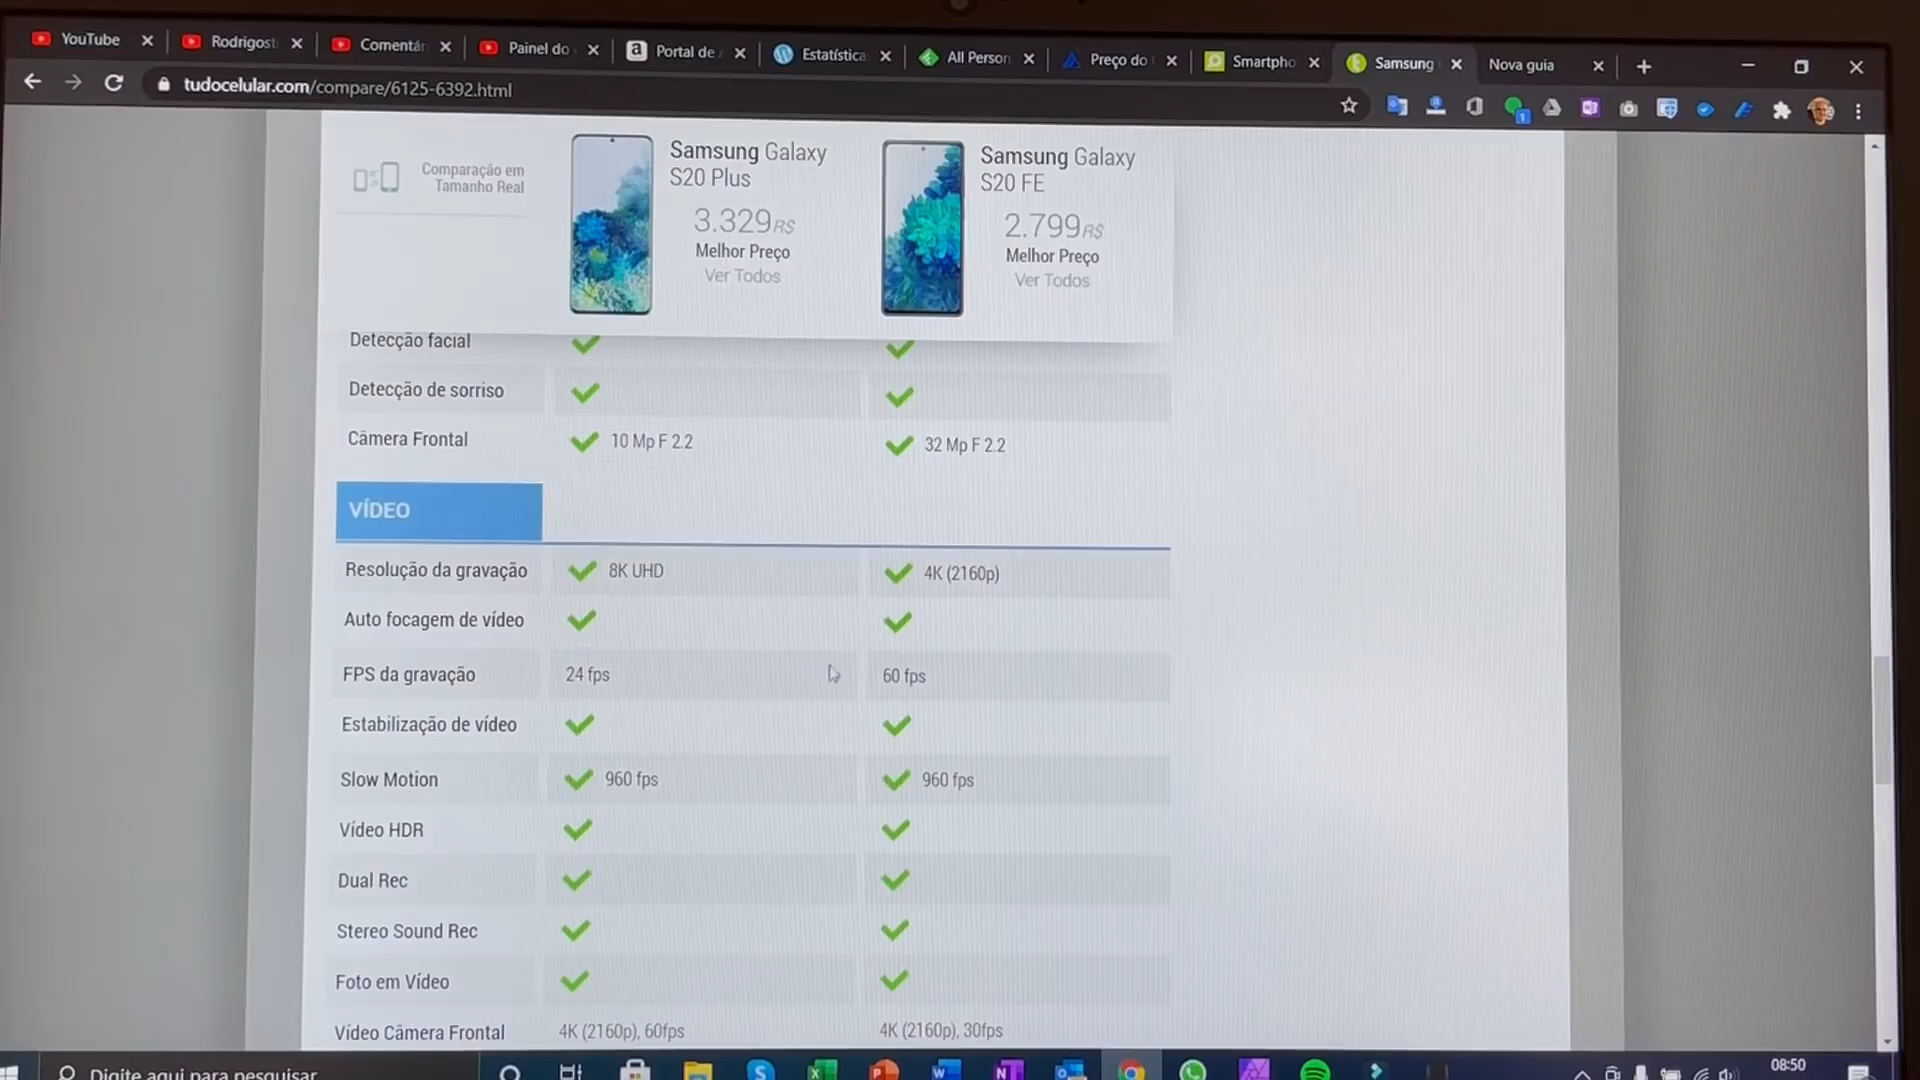 YouTube
Rodrigost
Comentár
Painel do
Portal de
Estatística
All Person
Preço do
Smartpho
Samsung
Nova guia
tudocelular.com/compare/6125-6392.html
Comparação em
Tamanho Real
Samsung Galaxy
S20 Plus
3.329R$
Melhor Preço
Ver Todos
Samsung Galaxy
S20 FE
2.799R$
Melhor Preço
Ver Todos
Detecção facial
Detecção de sorriso
Câmera Frontal 10 Mp F 2.2 32 Mp F 2.2
VÍDEO
Resolução da gravação 8K UHD 4K (2160p)
Auto focagem de vídeo
FPS da gravação 24 fps 60 fps
Estabilização de vídeo
Slow Motion 960 fps 960 fps
Vídeo HDR
Dual Rec
Stereo Sound Rec
Foto em Vídeo
Vídeo Câmera Frontal 4K (2160p), 60fps 4K (2160p), 30fps
Digite aqui para pesquisar
08:50